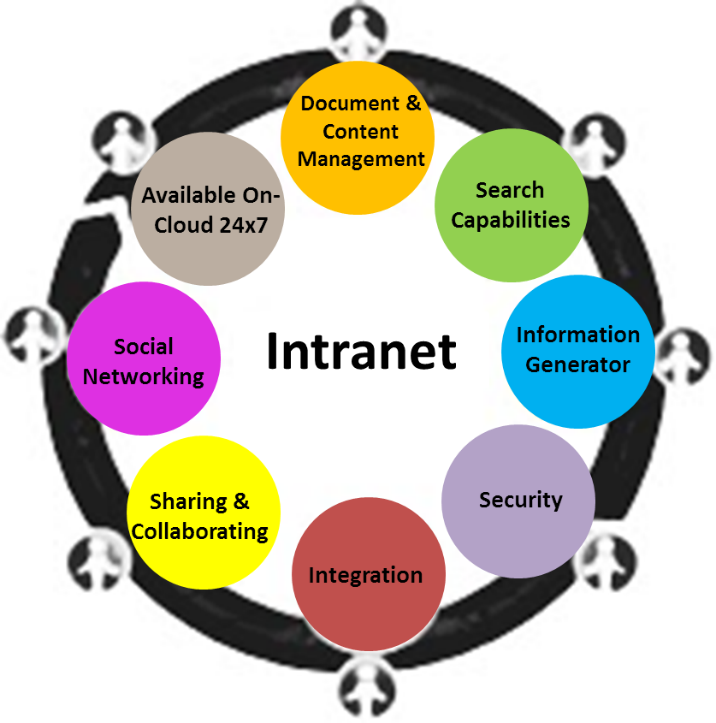 Document &
Content
Management
Search
Capabilities
Information
Generator
Security
Integration
Sharing &
Collaborating
Social
Networking
Available On-
Cloud 24x7
Intranet